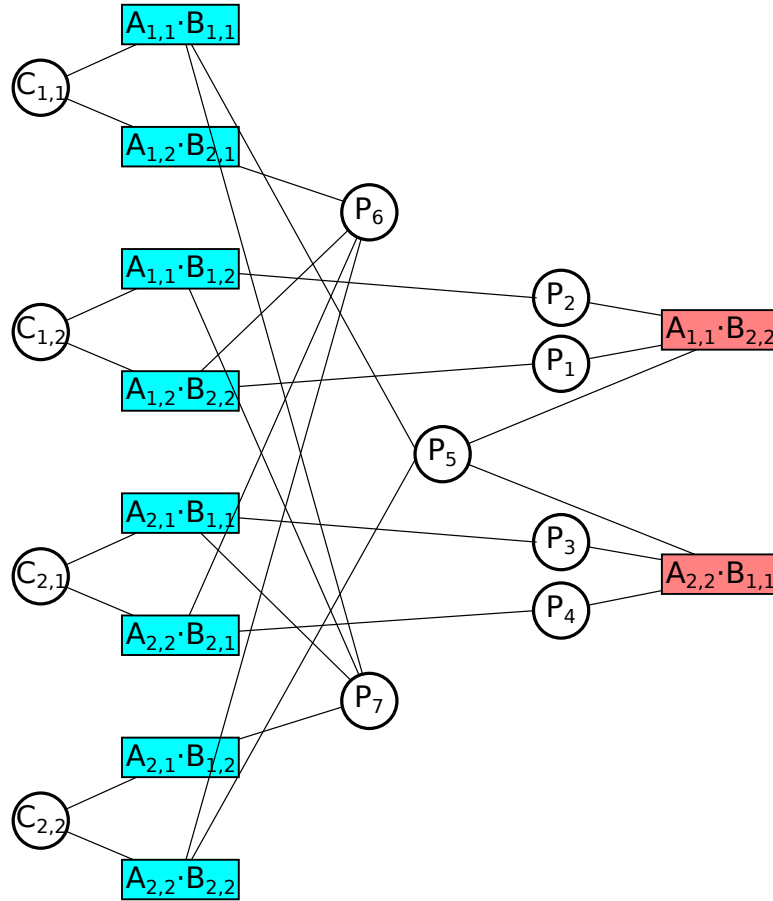 A₁,₁·B₁,₁
C₁,₁
A₁,₂·B₂,₁
P₆
A₁,₁·B₁,₂
P₂
C₁,₂
A₁,₁·B₂,₂
P₁
A₁,₂·B₂,₂
P₅
A₂,₁·B₁,₁
P₃
C₂,₁
A₂,₂·B₁,₁
P₄
A₂,₂·B₂,₁
P₇
A₂,₁·B₁,₂
C₂,₂
A₂,₂·B₂,₂